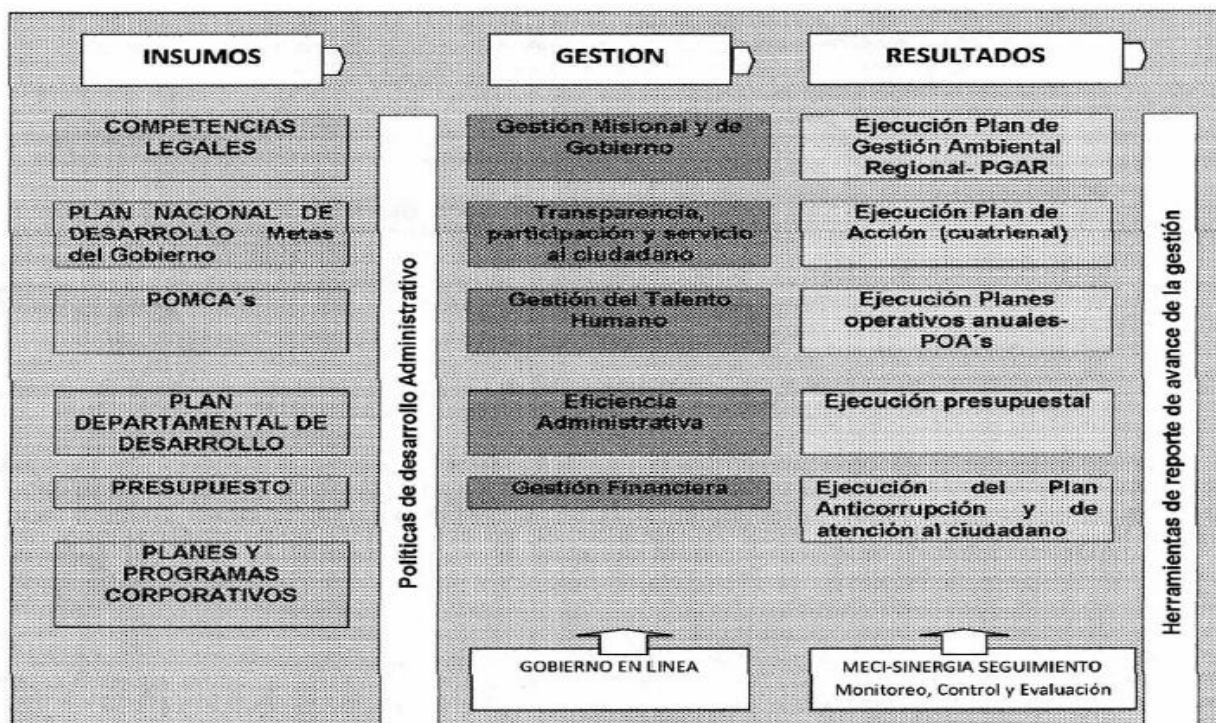 INSUMOS
GESTION
RESULTADOS
COMPETENCIAS
LEGALES
PLAN NACIONAL DE
DESARROLLO Metas
del Gobierno
POMCA´s
PLAN
DEPARTAMENTAL DE
DESARROLLO
PRESUPUESTO
PLANES Y
PROGRAMAS
CORPORATIVOS
Políticas de desarrollo Administrativo
Gestión Misional y de
Gobierno
Transparencia,
participación y servicio
al ciudadano
Gestión del Talento
Humano
Eficiencia
Administrativa
Gestión Financiera
GOBIERNO EN LINEA
Ejecución Plan de
Gestión Ambiental
Regional- PGAR
Ejecución Plan de
Acción (cuatrienal)
Ejecución Planes
operativos anuales-
POA´s
Ejecución presupuestal
Ejecución del Plan
Anticorrupción y de
atención al ciudadano
MECI-SINERGIA SEGUIMIENTO
Monitoreo, Control y Evaluación
Herramientas de reporte de avance de la gestión